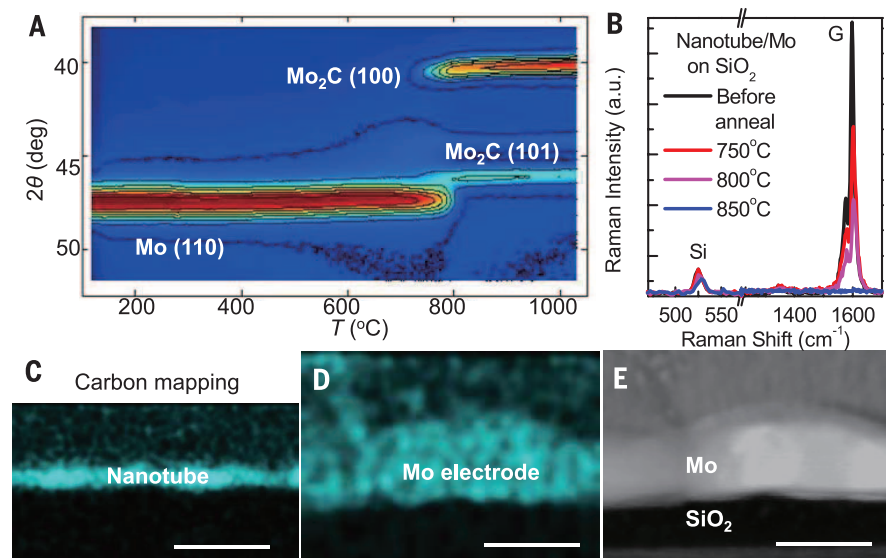 A
40
45
50
2θ (deg)
Mo₂C (100)
Mo₂C (101)
Mo (110)
200
400
600
800
1000
T (°C)
B
G
Nanotube/Mo
on SiO₂
Before
anneal
750°C
800°C
850°C
Si
Raman Intensity (a.u.)
500
550
1400
1600
Raman Shift (cm⁻¹)
C
Carbon mapping
Nanotube
D
Mo electrode
E
Mo
SiO₂